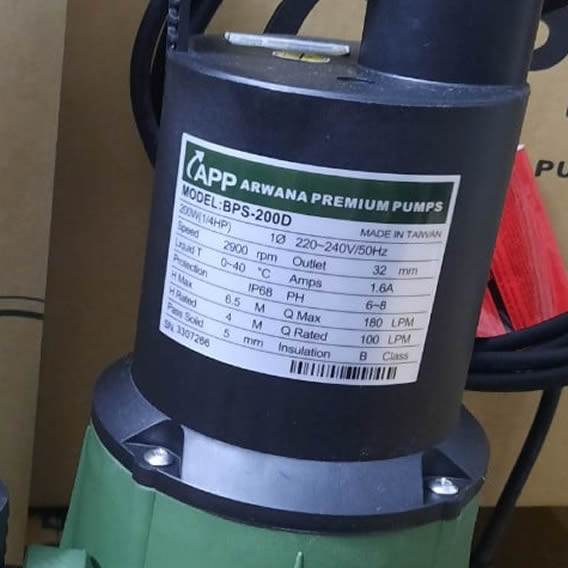 APP ARWANA PREMIUM PUMPS
MODEL:BPS-200D MADE IN TAIWAN
200W(1/4HP) 1Ø 220~240V/50Hz
Speed 2900 rpm Outlet 32 mm
Liquid T 0~40 °C Amps 1.6A
Protection IP68 PH 6~8
H Max 6.5 M Q Max 180 LPM
H Rated 4 M Q Rated 100 LPM
Pass Solid 5 mm Insulation B Class
SN. 3307266
PU